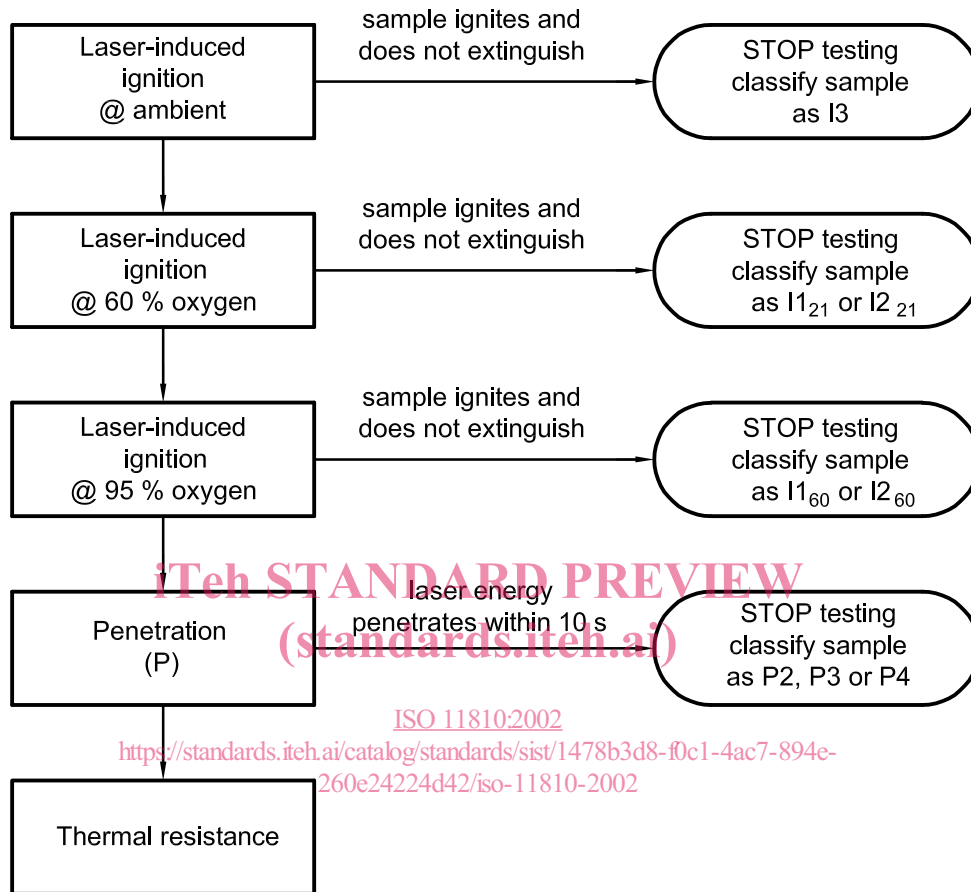 Laser-induced
ignition
@ ambient
sample ignites and
does not extinguish
STOP testing
classify sample
as I3
Laser-induced
ignition
@ 60 % oxygen
sample ignites and
does not extinguish
STOP testing
classify sample
as I1₂₁ or I2 ₂₁
Laser-induced
ignition
@ 95 % oxygen
sample ignites and
does not extinguish
STOP testing
classify sample
as I1₆₀ or I2 ₆₀
iTeh STANDARD PREVIEW
(standards.iteh.ai)
Penetration
(P)
laser energy
penetrates within 10 s
STOP testing
classify sample
as P2, P3 or P4
ISO 11810:2002
https://standards.iteh.ai/catalog/standards/sist/1478b3d8-f0c1-4ac7-894e-
260e24224d42/iso-11810-2002
Thermal resistance